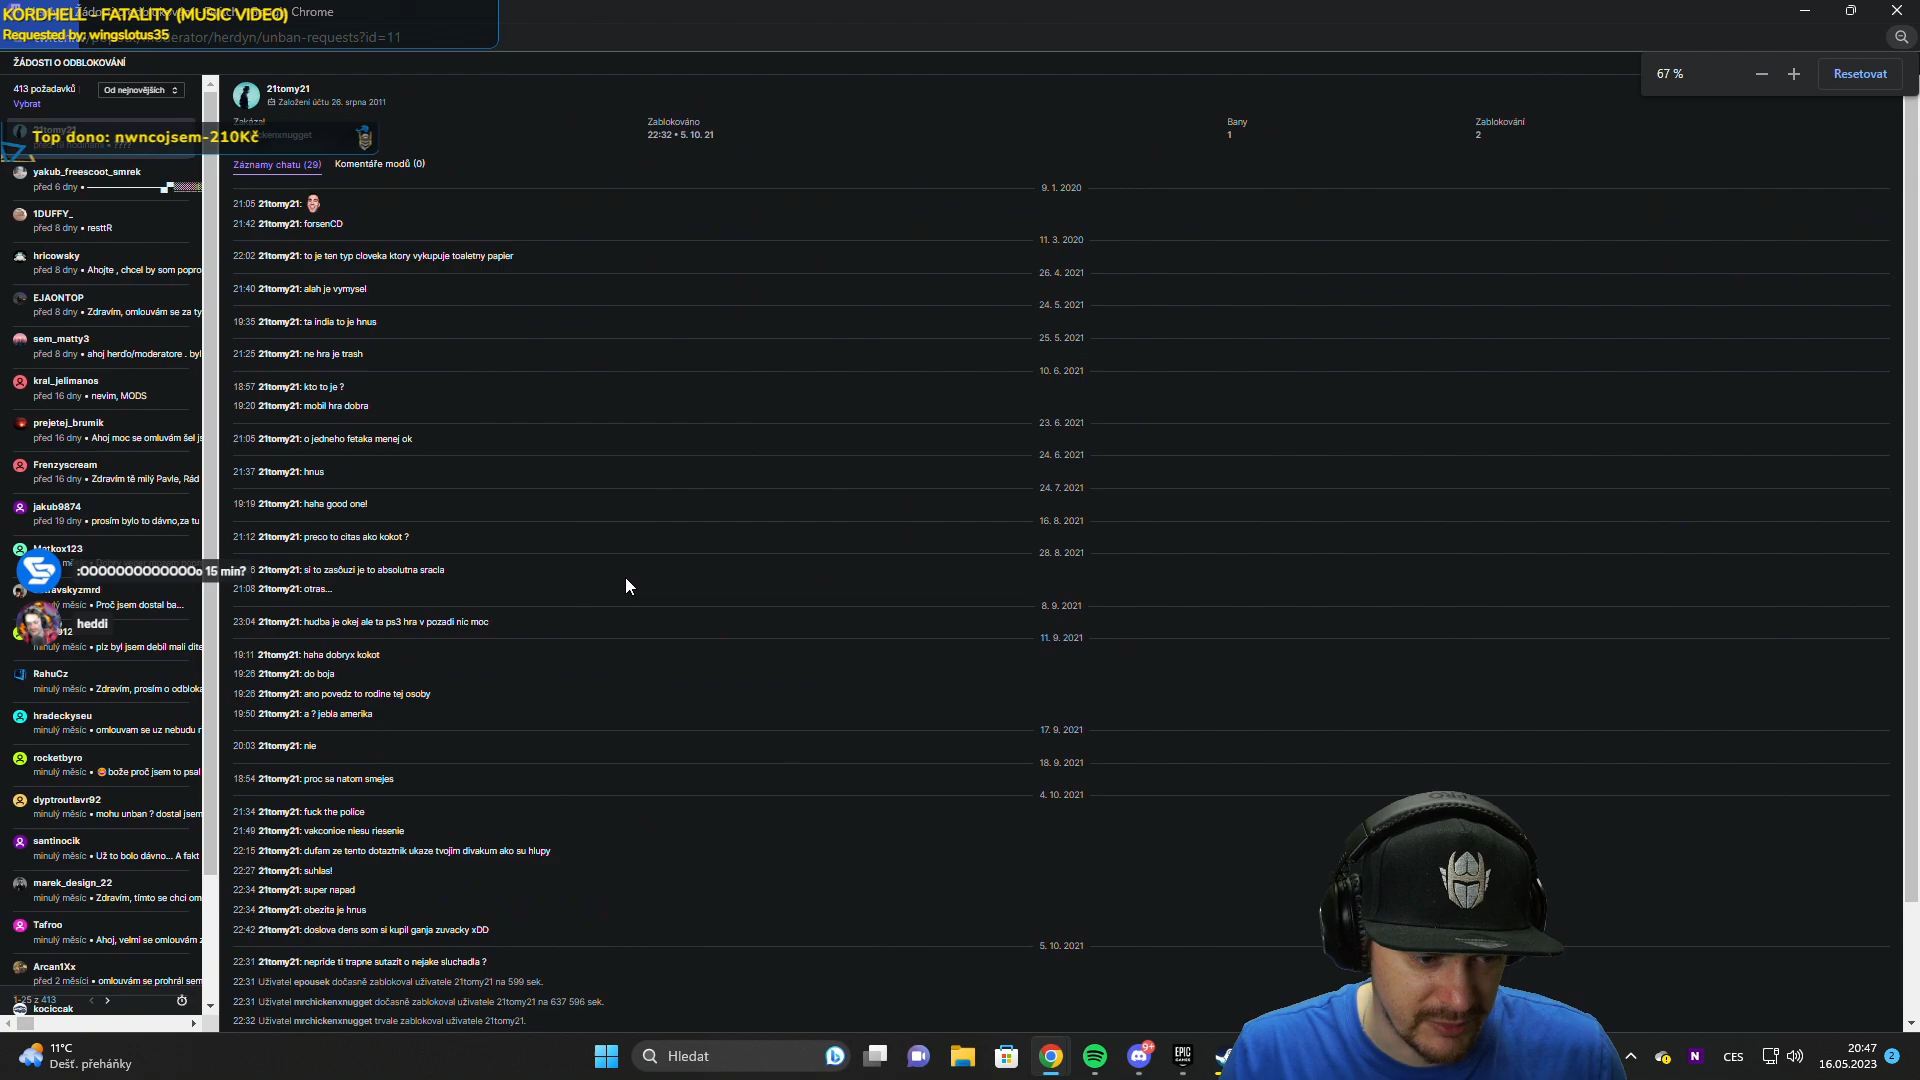 KORDHELL - FATALITY (MUSIC VIDEO)
Chrome
Requested by: wingslotus35
moderator/herdyn/unban-requests?id=11
67 %
Resetovat
ŽÁDOSTI O ODBLOKOVÁNÍ
413 požadavků
Od nejnovějších
Vybrat
Top dono: nwncojsem-210Kč
yakub_freescoot_smrek
před 6 dny •
1DUFFY_
před 8 dny • resttR
hricowsky
před 8 dny • Ahojte , chcel by som popro
EJAONTOP
před 8 dny • Zdravím, omlouvám se za ty
sem_matty3
před 8 dny • ahoj herďo/moderatore . byl
kral_jelimanos
před 16 dny • nevim, MODS
prejetej_brumik
před 16 dny • Ahoj moc se omluvám šel js
Frenzyscream
před 16 dny • Zdravím tě milý Pavle, Rád
jakub9874
před 19 dny • prosím bylo to dávno,za tu
Matkox123
:OOOOOOOOOOOOOo 15 min?
avskyzmrd
minulý měsíc • Proč jsem dostal ba...
heddi
912
minulý měsíc • plz byl jsem debil mali dite
RahuCz
minulý měsíc • Zdravím, prosím o odbloka
hradeckyseu
minulý měsíc • omlouvam se uz nebudu r
rocketbyro
minulý měsíc • 😍bože proč jsem to psal
dyptroutlavr92
minulý měsíc • mohu unban ? dostal jsem
santinocik
minulý měsíc • Už to bolo dávno... A fakt
marek_design_22
minulý měsíc • Zdravím, tímto se chci om
Tafroo
minulý měsíc • Ahoj, velmi se omlouvám z
Arcan1Xx
před 2 měsíci • omlouvám se prohrál sem
1-25 z 413
kociccak
21tomy21
Založení účtu 26. srpna 2011
Zakázal
ckenxnugget
Zablokováno
22:32 • 5. 10. 21
Bany
1
Zablokování
2
Záznamy chatu (29)
Komentáře modů (0)
9. 1. 2020
21:05 21tomy21:
21:42 21tomy21: forsenCD
11. 3. 2020
22:02 21tomy21: to je ten typ cloveka ktory vykupuje toaletny papier
26. 4. 2021
21:40 21tomy21: alah je vymysel
24. 5. 2021
19:35 21tomy21: ta india to je hnus
25. 5. 2021
21:25 21tomy21: ne hra je trash
10. 6. 2021
18:57 21tomy21: kto to je ?
19:20 21tomy21: mobil hra dobra
23. 6. 2021
21:05 21tomy21: o jedneho fetaka menej ok
24. 6. 2021
21:37 21tomy21: hnus
24. 7. 2021
19:19 21tomy21: haha good one!
16. 8. 2021
21:12 21tomy21: preco to citas ako kokot ?
28. 8. 2021
6 21tomy21: si to zasôuzi je to absolutna sracla
21:08 21tomy21: otras...
8. 9. 2021
23:04 21tomy21: hudba je okej ale ta ps3 hra v pozadi nic moc
11. 9. 2021
19:11 21tomy21: haha dobryx kokot
19:26 21tomy21: do boja
19:26 21tomy21: ano povedz to rodine tej osoby
19:50 21tomy21: a ? jebla amerika
17. 9. 2021
20:03 21tomy21: nie
18. 9. 2021
18:54 21tomy21: proc sa natom smejes
4. 10. 2021
21:34 21tomy21: fuck the police
21:49 21tomy21: vakconioe niesu riesenie
22:15 21tomy21: dufam ze tento dotaztnik ukaze tvojim divakum ako su hlupy
22:27 21tomy21: suhlas!
22:34 21tomy21: super napad
22:34 21tomy21: obezita je hnus
22:42 21tomy21: doslova dens som si kupil ganja zuvacky xDD
5. 10. 2021
22:31 21tomy21: nepride ti trapne sutazit o nejake sluchadla ?
22:31 Uživatel epousek dočasně zablokoval uživatele 21tomy21 na 599 sek.
22:31 Uživatel mrchickenxnugget dočasně zablokoval uživatele 21tomy21 na 637 596 sek.
22:32 Uživatel mrchickenxnugget trvale zablokoval uživatele 21tomy21.
11°C
Dešť. přeháňky
Hledat
9+
EPIC GAMES
N
CES
20:47
16.05.2023
2